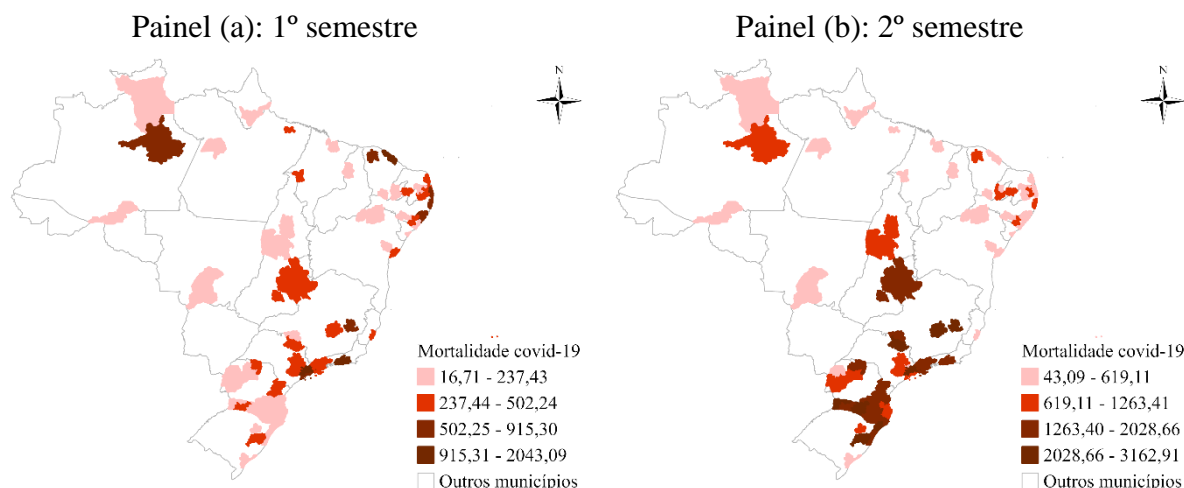 Painel (a): 1º semestre
N
Mortalidade covid-19
16,71 - 237,43
237,44 - 502,24
502,25 - 915,30
915,31 - 2043,09
Outros municípios
Painel (b): 2º semestre
N
Mortalidade covid-19
43,09 - 619,11
619,11 - 1263,41
1263,40 - 2028,66
2028,66 - 3162,91
Outros municípios